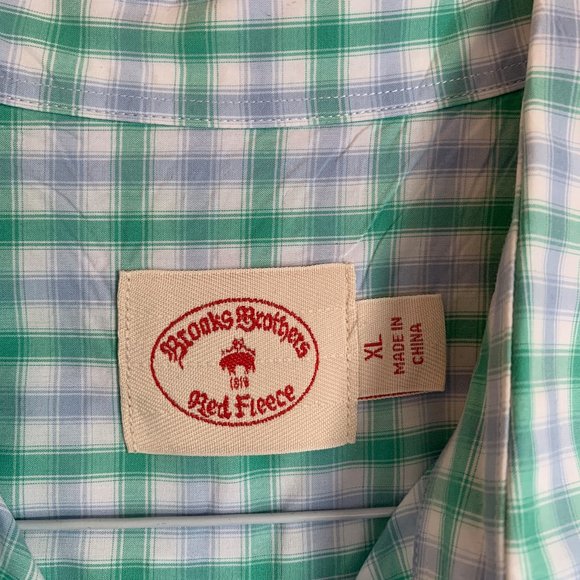 Brooks Brothers
1818
Red Fleece
XL
MADE IN
CHINA